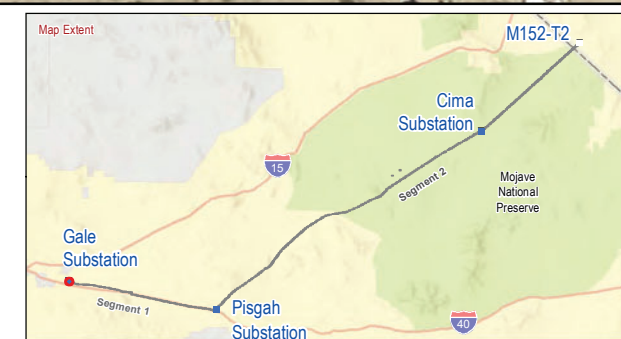 Map Extent
M152-T2
Cima
Substation
15
Segment 2
Mojave
National
Preserve
Gale
Substation
Segment 1
Pisgah
Substation
40